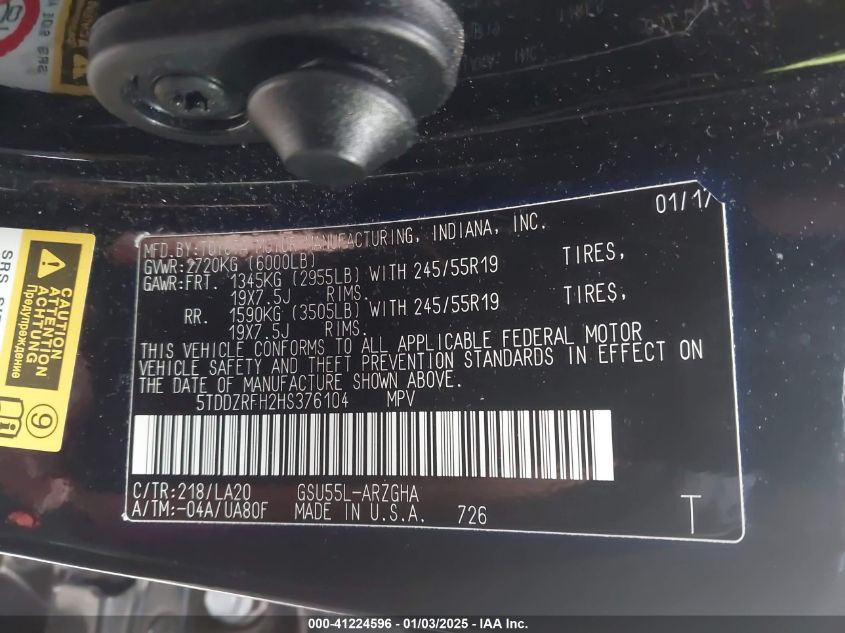 01/17
MFD.BY:TOYOTA MOTOR MANUFACTURING, INDIANA, INC.
GVWR:2720KG (6000LB)
GAWR:FRT. 1345KG (2955LB) WITH 245/55R19 TIRES,
19X7.5J RIMS.
RR. 1590KG (3505LB) WITH 245/55R19 TIRES,
19X7.5J RIMS.
THIS VEHICLE CONFORMS TO ALL APPLICABLE FEDERAL MOTOR
VEHICLE SAFETY AND THEFT PREVENTION STANDARDS IN EFFECT ON
THE DATE OF MANUFACTURE SHOWN ABOVE.
5TDDZRFH2HS376104 MPV
C/TR:218/LA20 GSU55L-ARZGHA
A/TM:-04A/UA80F MADE IN U.S.A. 726
T
CAUTION
ATTENTION
ACHTUNG
Предупреждение
SRS
9
000-41224596 - 01/03/2025 - IAA Inc.